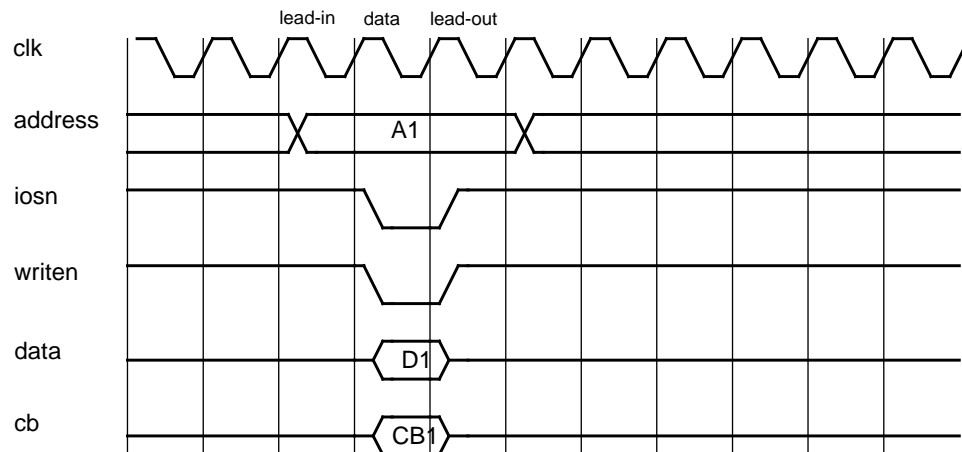 lead-in data lead-out
clk
address A1
iosn
writen
data D1
cb CB1